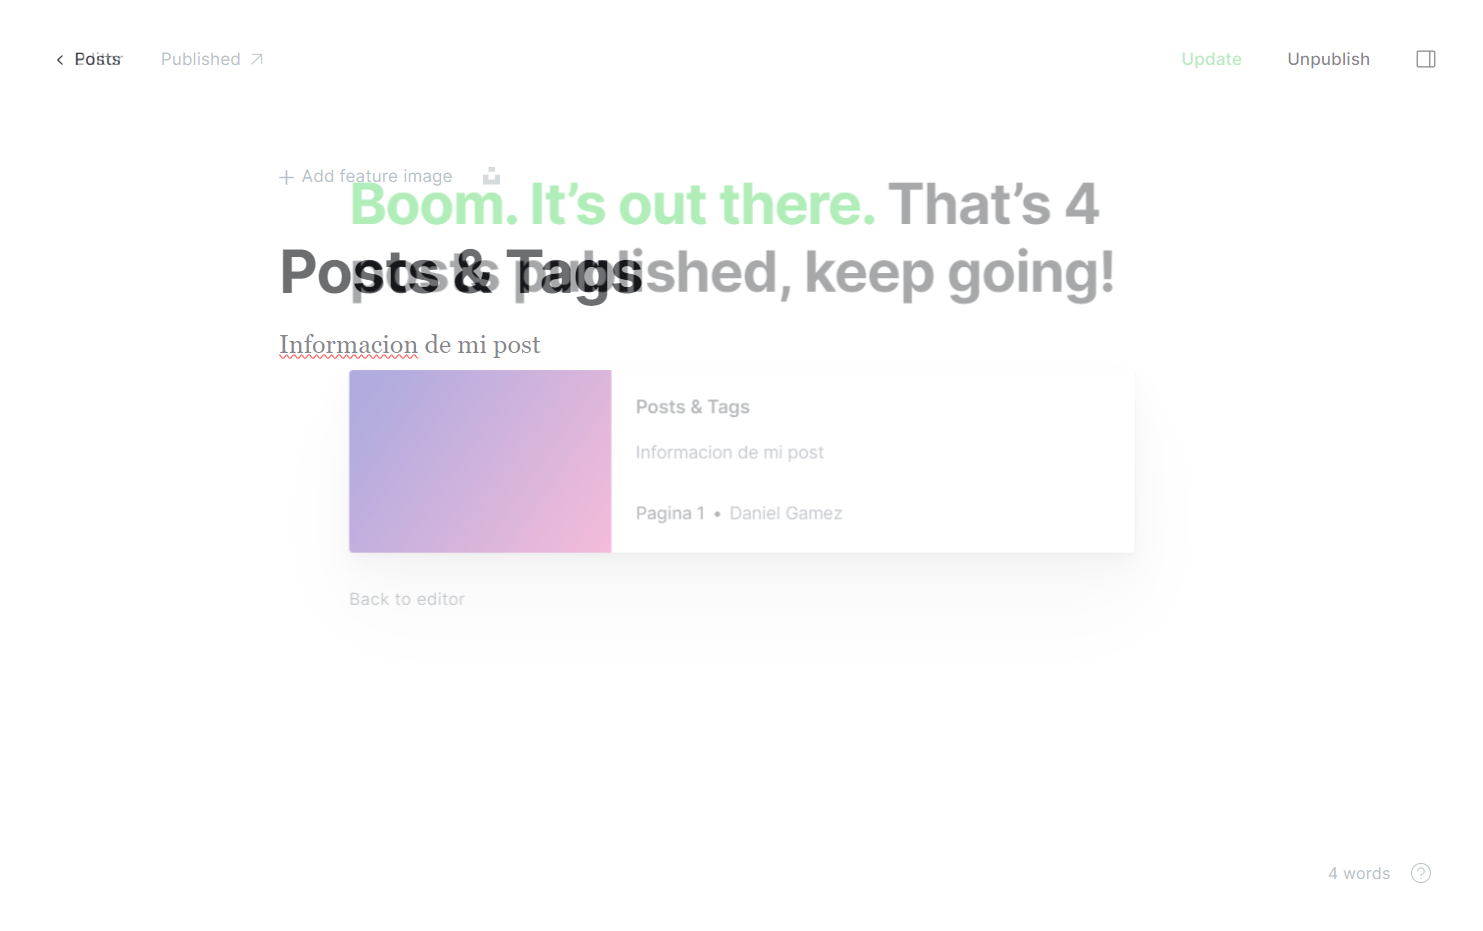 Posts
Editor
Published
Update
Unpublish
Add feature image
Boom. It’s out there. That’s 4
posts published, keep going!
Posts & Tags
Informacion de mi post
Posts & Tags
Informacion de mi post
Pagina 1 • Daniel Gamez
Back to editor
4 words
?